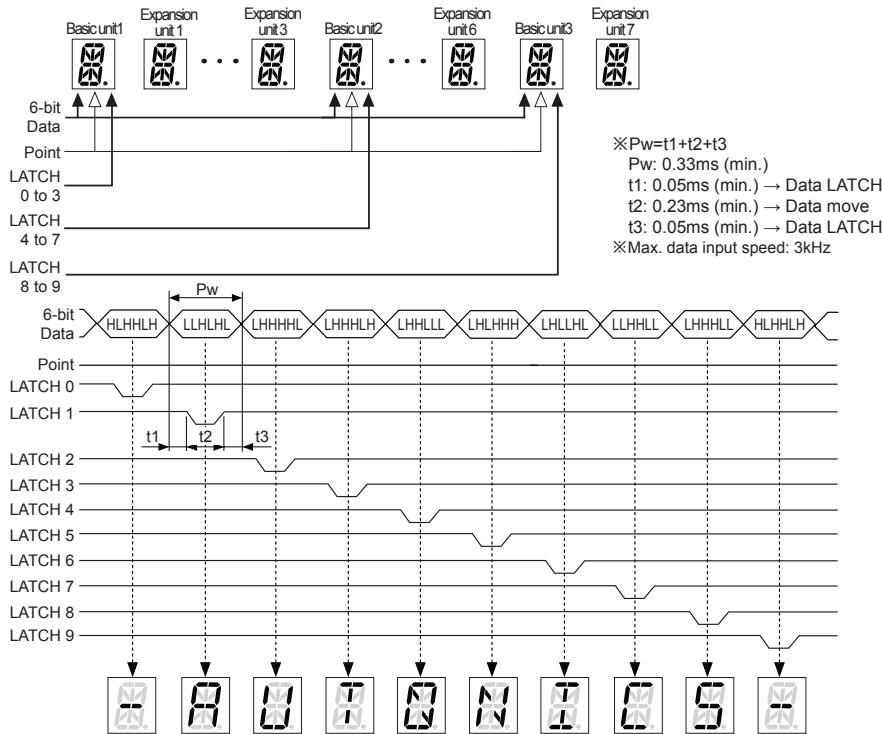 Basic unit1
Expansion
unit 1
Expansion
unit 3
Basic unit2
Expansion
unit 6
Basic unit3
Expansion
unit 7
6-bit
Data
Point
LATCH
0 to 3
LATCH
4 to 7
LATCH
8 to 9
※Pw=t1+t2+t3
Pw: 0.33ms (min.)
t1: 0.05ms (min.) → Data LATCH
t2: 0.23ms (min.) → Data move
t3: 0.05ms (min.) → Data LATCH
※Max. data input speed: 3kHz
Pw
6-bit
Data
HLHHLH LLHLHL LHHHHL LHHHLH LHHLLL LHLHHH LHLLHL LLHHLL LHHHLL HLHHLH
Point
LATCH 0
LATCH 1
t1 t2 t3
LATCH 2
LATCH 3
LATCH 4
LATCH 5
LATCH 6
LATCH 7
LATCH 8
LATCH 9
- A U T O N I C S -